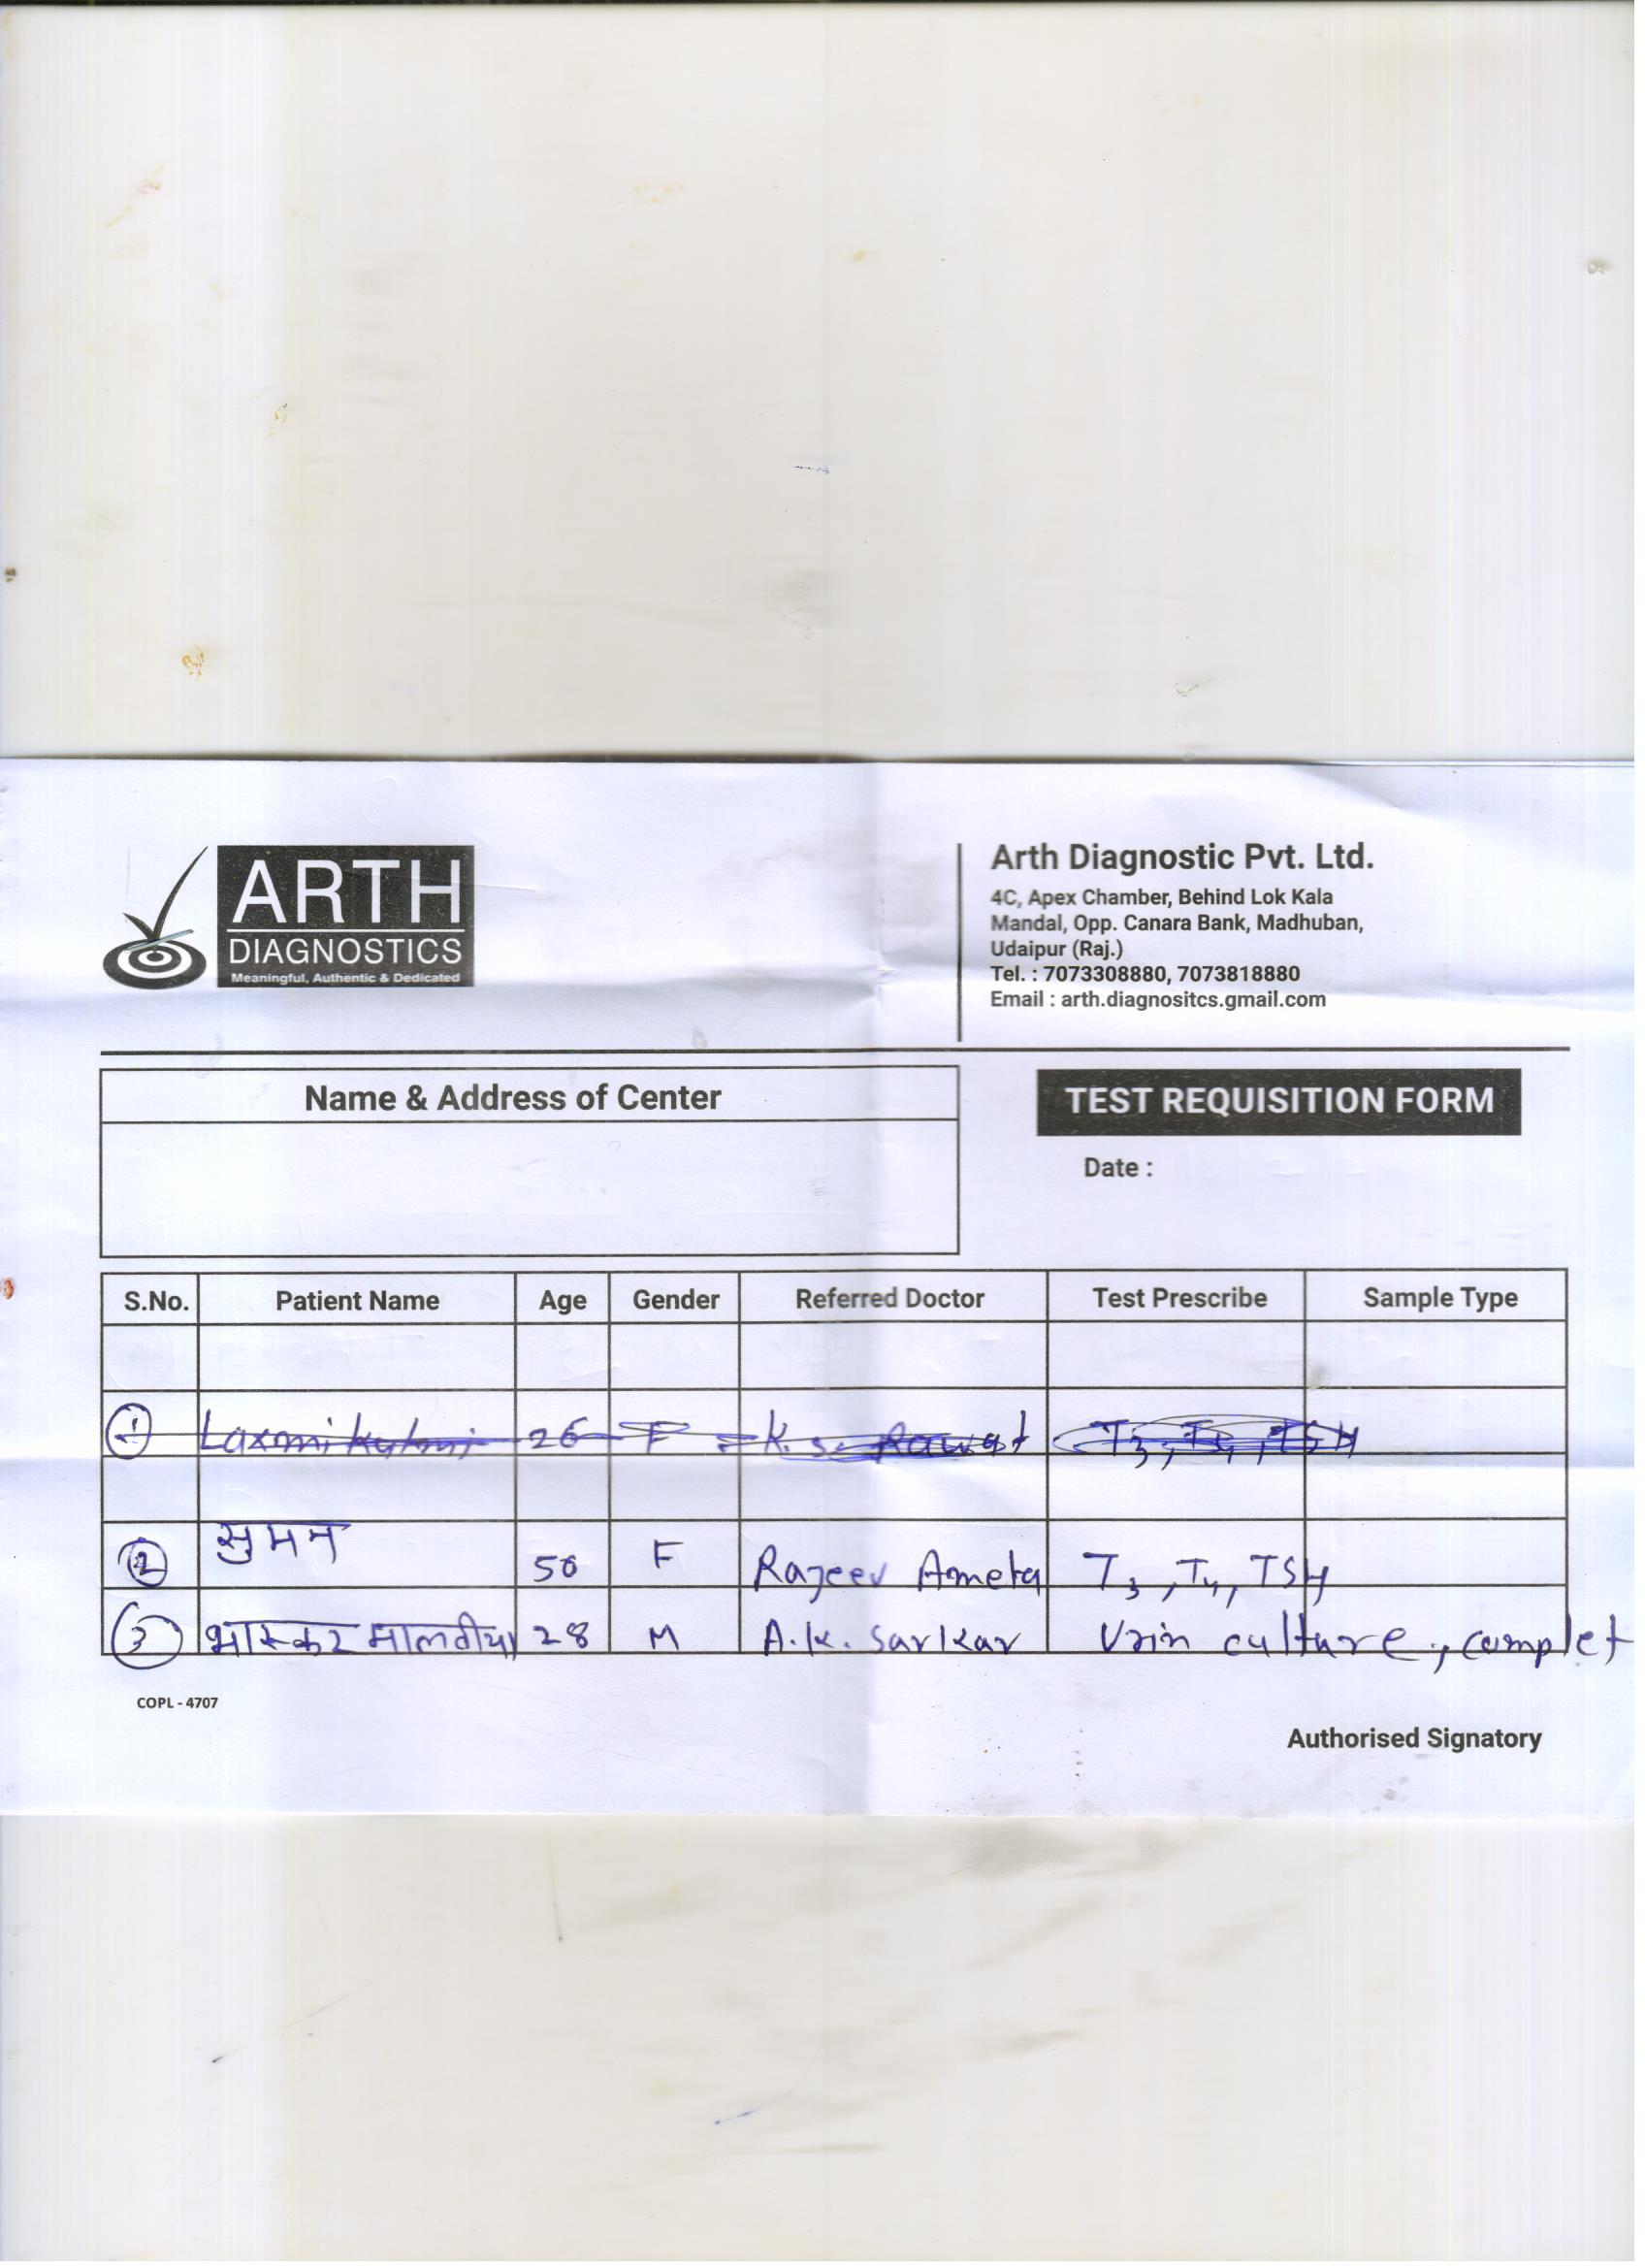 ARTH
DIAGNOSTICS
Meaningful, Authentic & Dedicated
Arth Diagnostic Pvt. Ltd.
4C, Apex Chamber, Behind Lok Kala
Mandal, Opp. Canara Bank, Madhuban,
Udaipur (Raj.)
Tel. : 7073308880, 7073818880
Email : arth.diagnositcs.gmail.com
Name & Address of Center
TEST REQUISITION FORM
Date :
S.No. Patient Name Age Gender Referred Doctor Test Prescribe Sample Type
1 Laxmi 26 F K. S. Rawat T3, T4, TSH
2 सुमन 50 F Rajeev Ameta T3, T4, TSH
3 भास्कर मालवीया 28 M A.K. Sarkar Urin culture, complet
COPL - 4707
Authorised Signatory